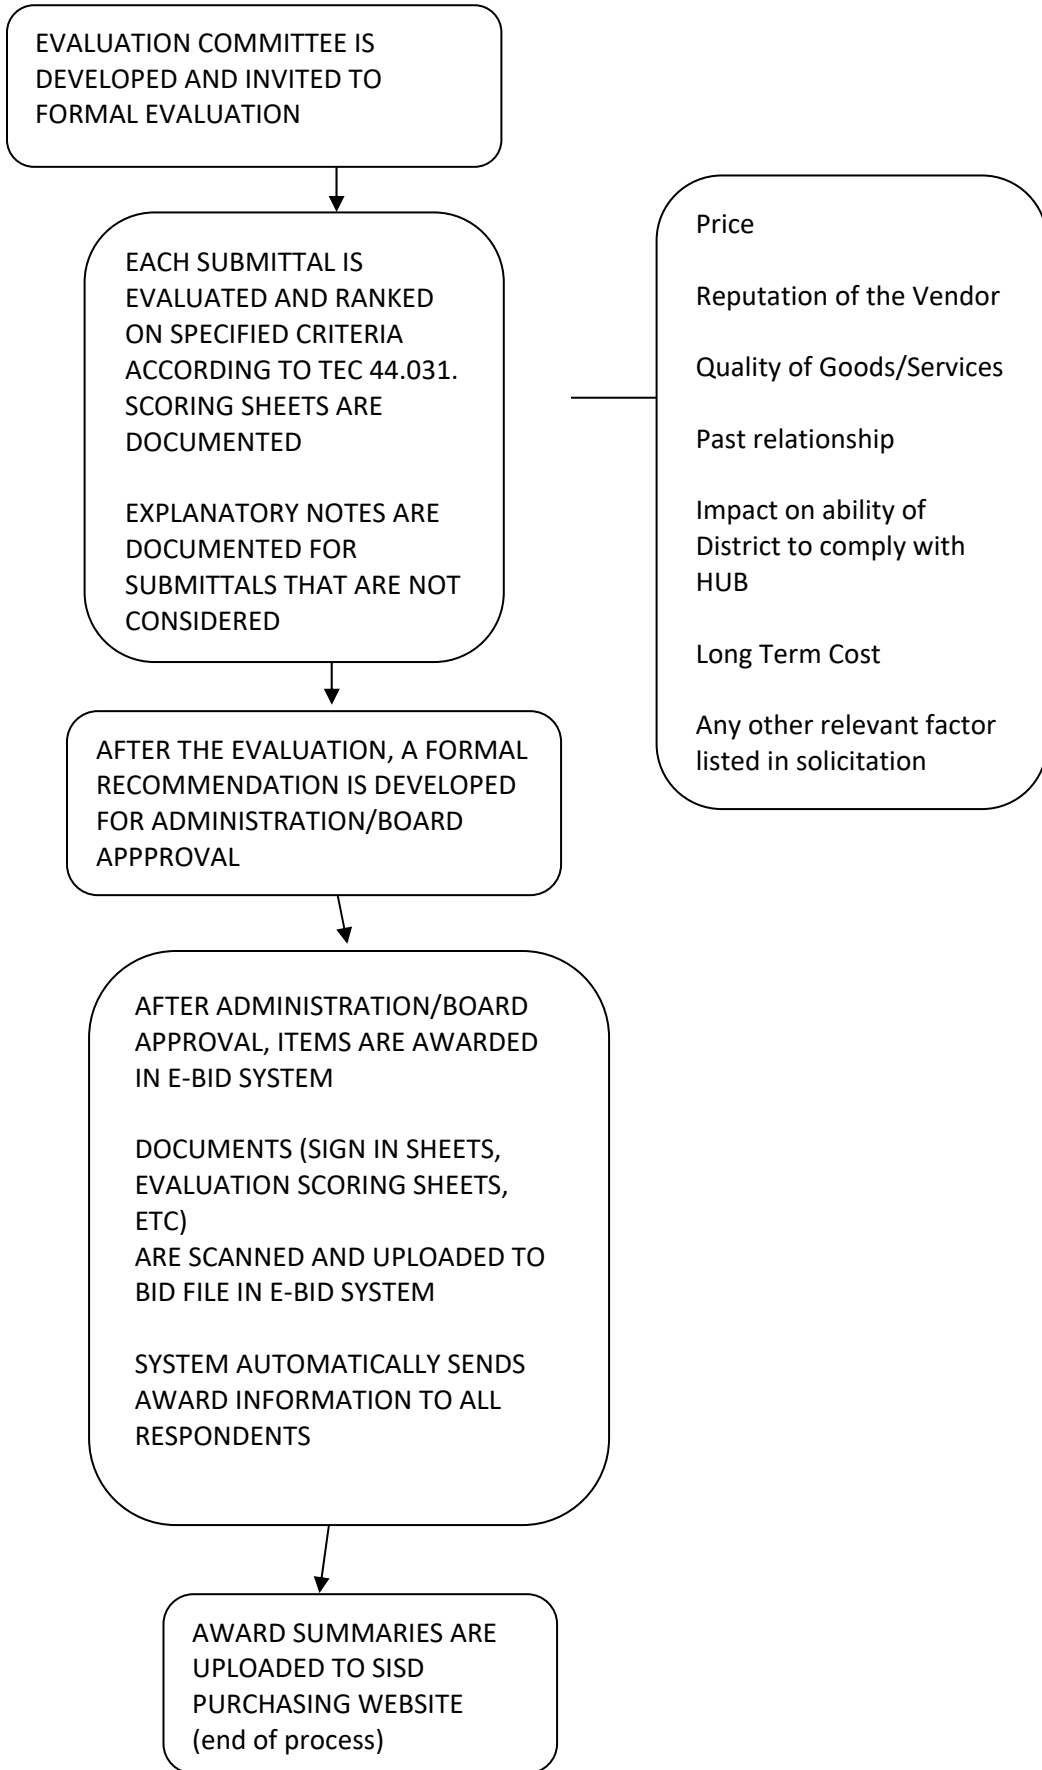 EVALUATION COMMITTEE IS
DEVELOPED AND INVITED TO
FORMAL EVALUATION
EACH SUBMITTAL IS
EVALUATED AND RANKED
ON SPECIFIED CRITERIA
ACCORDING TO TEC 44.031.
SCORING SHEETS ARE
DOCUMENTED
EXPLANATORY NOTES ARE
DOCUMENTED FOR
SUBMITTALS THAT ARE NOT
CONSIDERED
Price
Reputation of the Vendor
Quality of Goods/Services
Past relationship
Impact on ability of
District to comply with
HUB
Long Term Cost
Any other relevant factor
listed in solicitation
AFTER THE EVALUATION, A FORMAL
RECOMMENDATION IS DEVELOPED
FOR ADMINISTRATION/BOARD
APPPROVAL
AFTER ADMINISTRATION/BOARD
APPROVAL, ITEMS ARE AWARDED
IN E-BID SYSTEM
DOCUMENTS (SIGN IN SHEETS,
EVALUATION SCORING SHEETS,
ETC)
ARE SCANNED AND UPLOADED TO
BID FILE IN E-BID SYSTEM
SYSTEM AUTOMATICALLY SENDS
AWARD INFORMATION TO ALL
RESPONDENTS
AWARD SUMMARIES ARE
UPLOADED TO SISD
PURCHASING WEBSITE
(end of process)